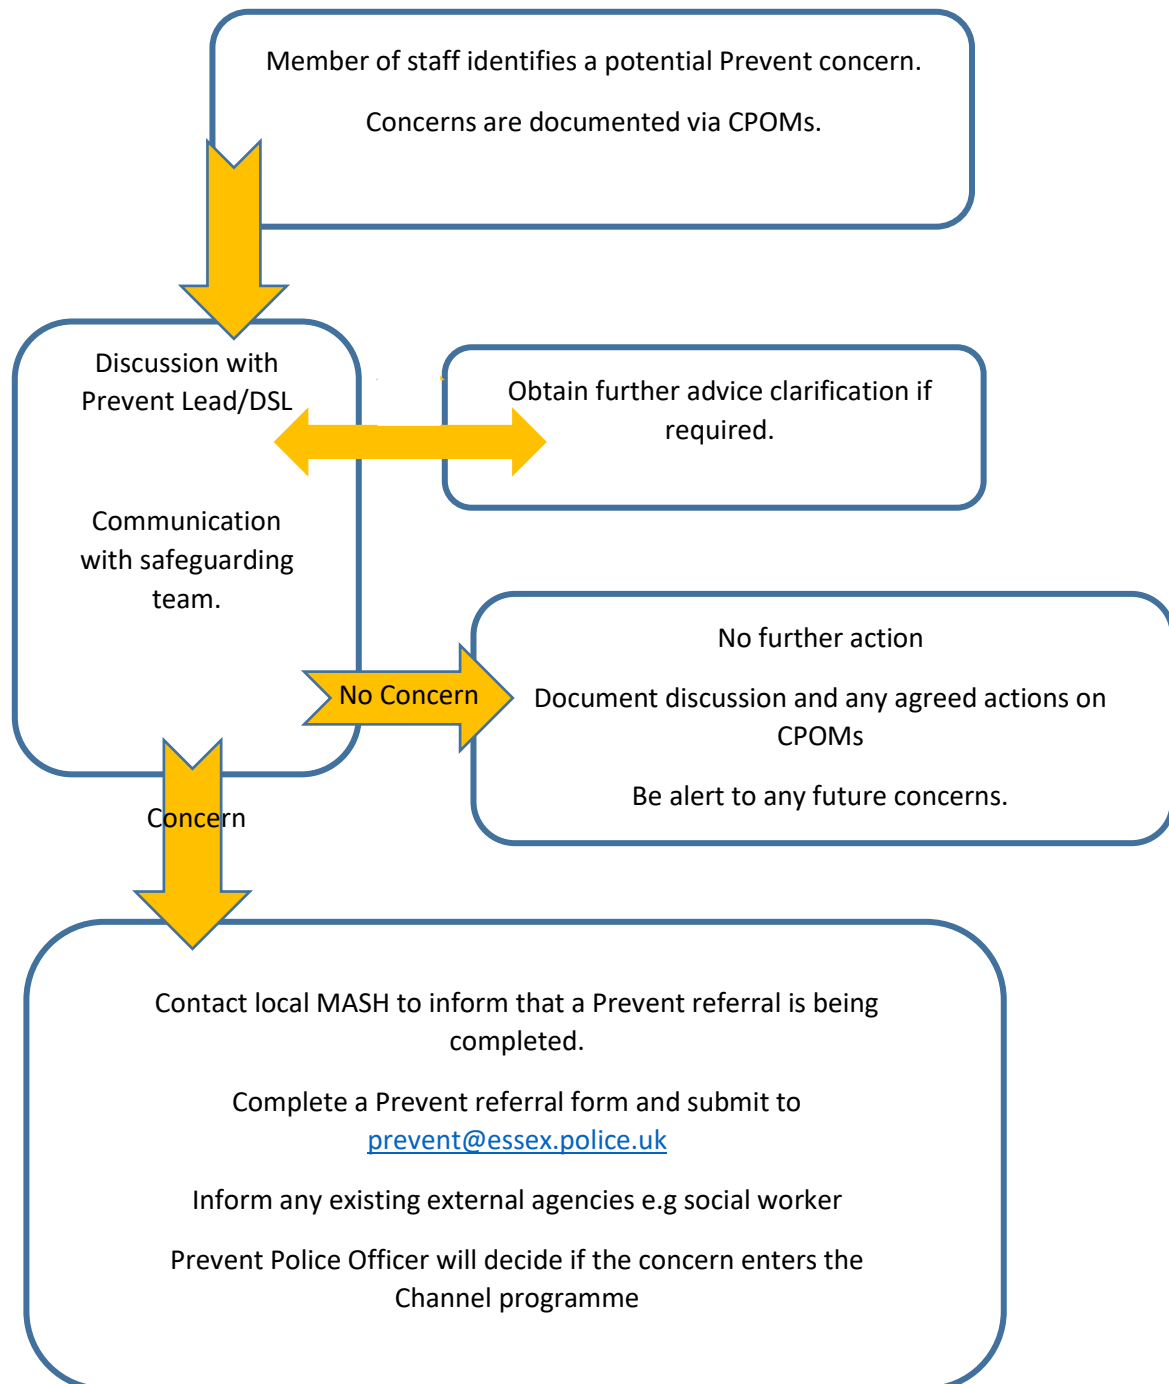 Member of staff identifies a potential Prevent concern.
Concerns are documented via CPOMs.
Discussion with
Prevent Lead/DSL
Communication
with safeguarding
team.
Obtain further advice clarification if
required.
No Concern
No further action
Document discussion and any agreed actions on
CPOMs
Be alert to any future concerns.
Concern
Contact local MASH to inform that a Prevent referral is being
completed.
Complete a Prevent referral form and submit to
prevent@essex.police.uk
Inform any existing external agencies e.g social worker
Prevent Police Officer will decide if the concern enters the
Channel programme